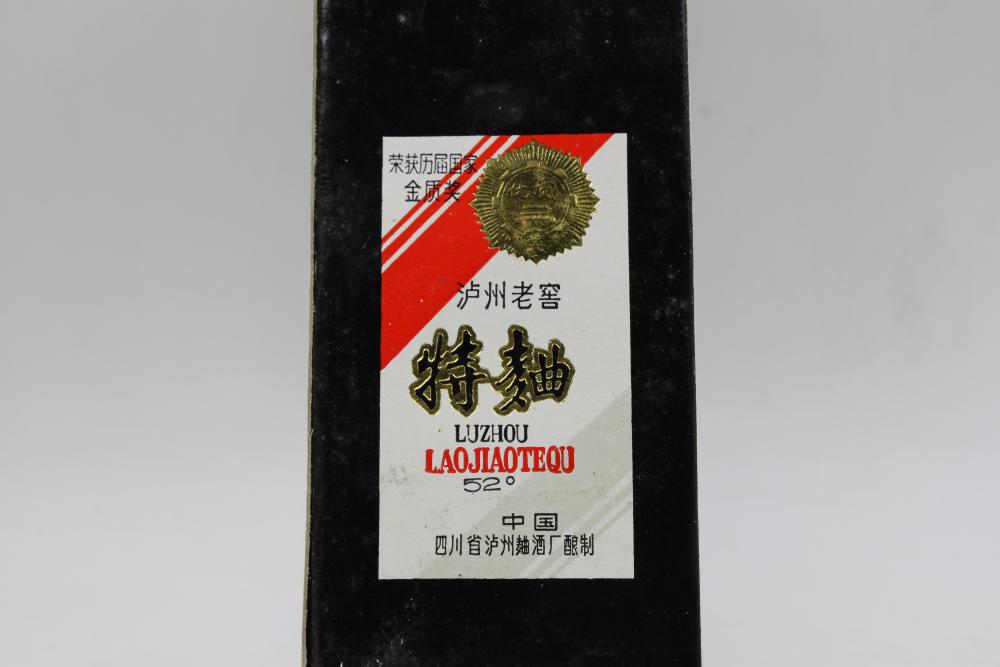 荣获历届国家
金质奖
泸州老窖
特麯
LUZHOU
LAOJIAOTEQU
52°
中国
四川省泸州麯酒厂酿制